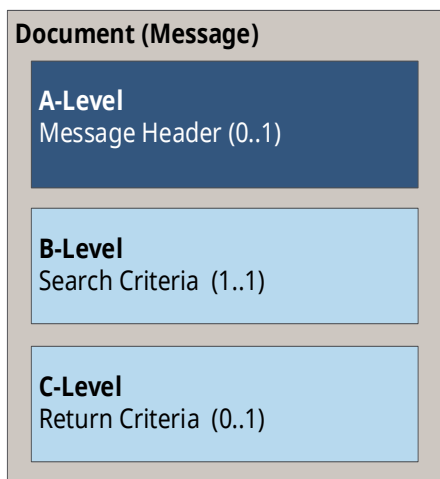 Document (Message)
A-Level
Message Header (0..1)
B-Level
Search Criteria (1..1)
C-Level
Return Criteria (0..1)